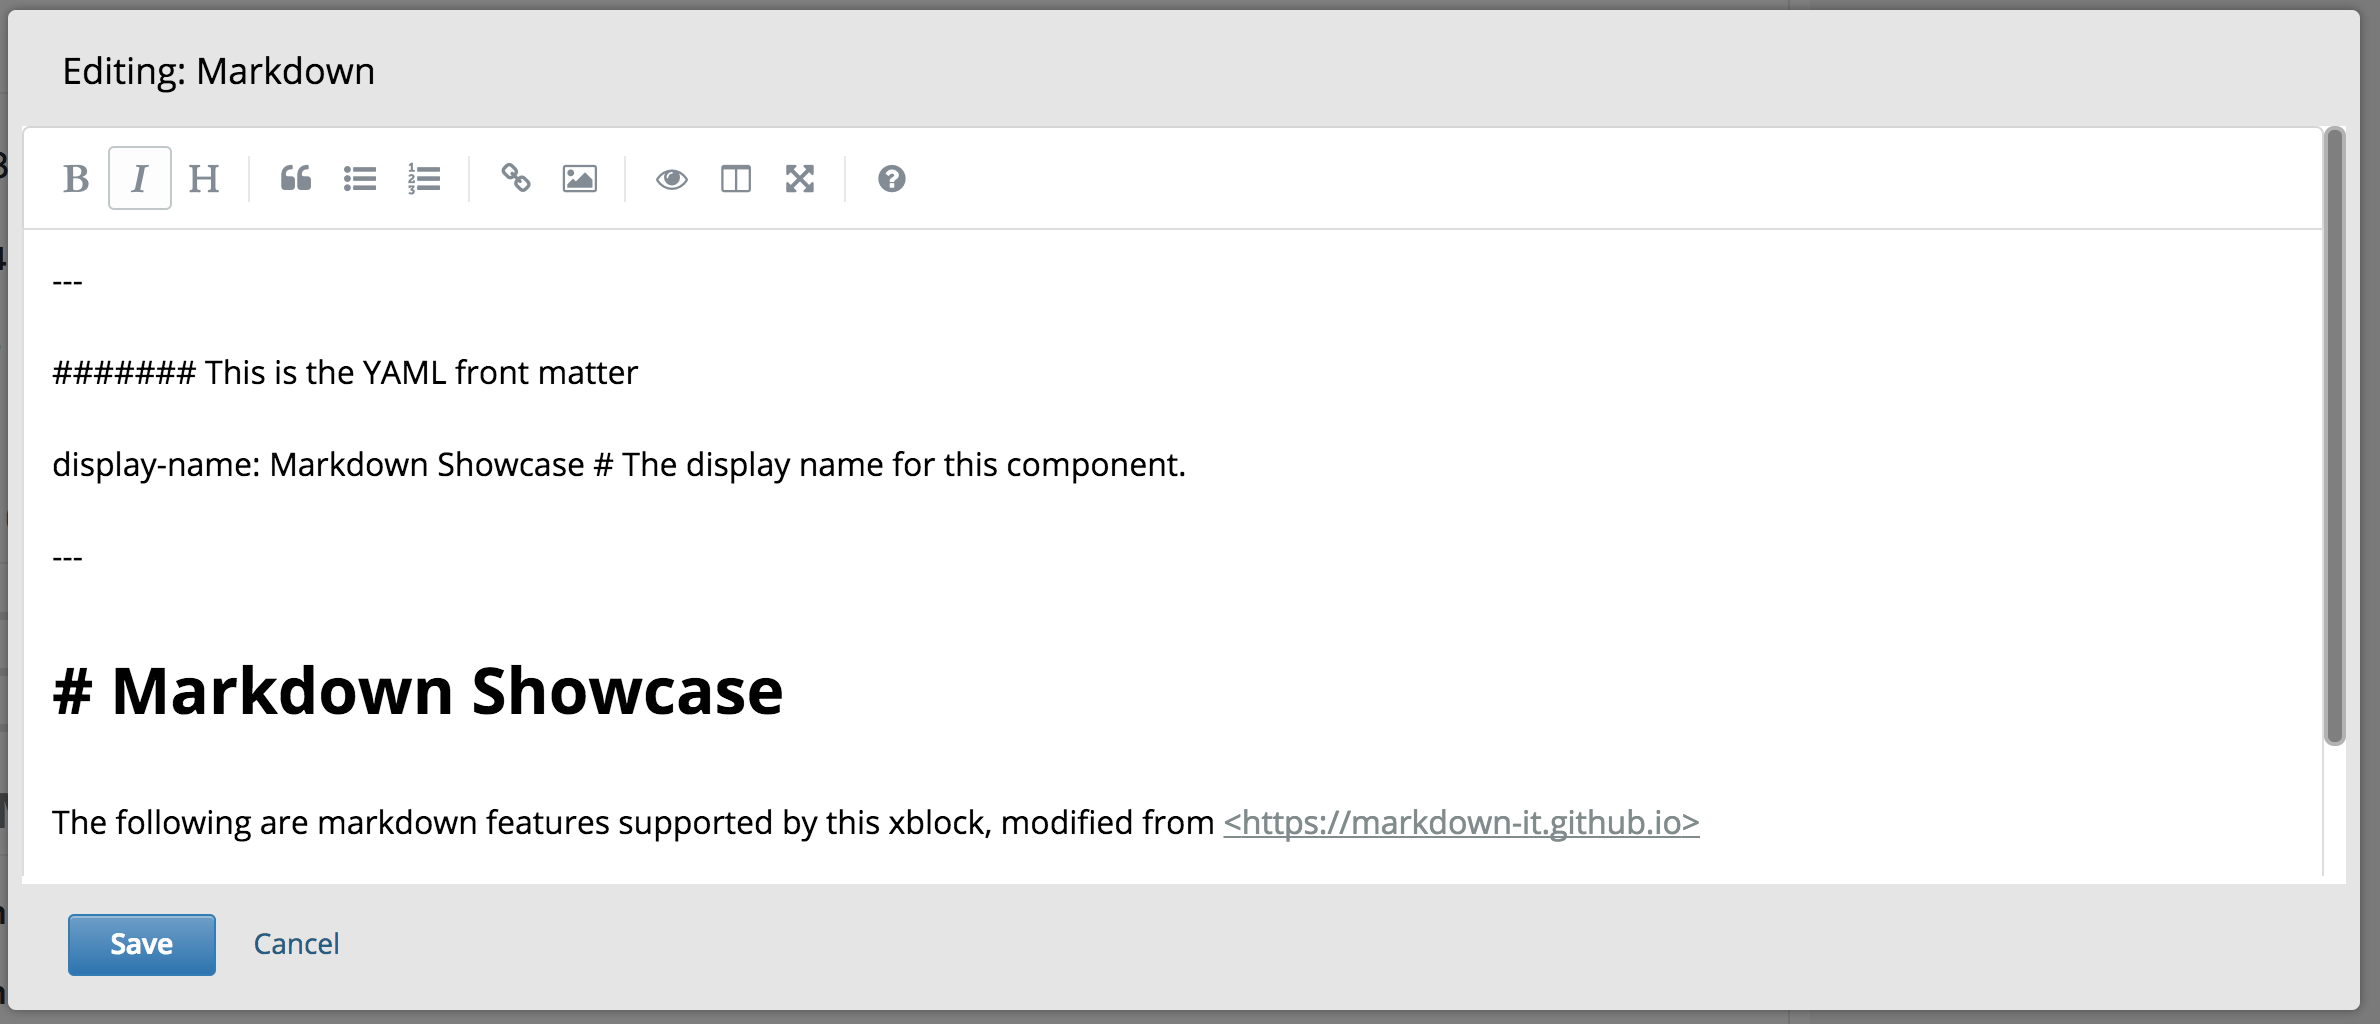 Editing: Markdown
B I H
---
####### This is the YAML front matter
display-name: Markdown Showcase # The display name for this component.
---
# Markdown Showcase
The following are markdown features supported by this xblock, modified from <https://markdown-it.github.io>
Save Cancel